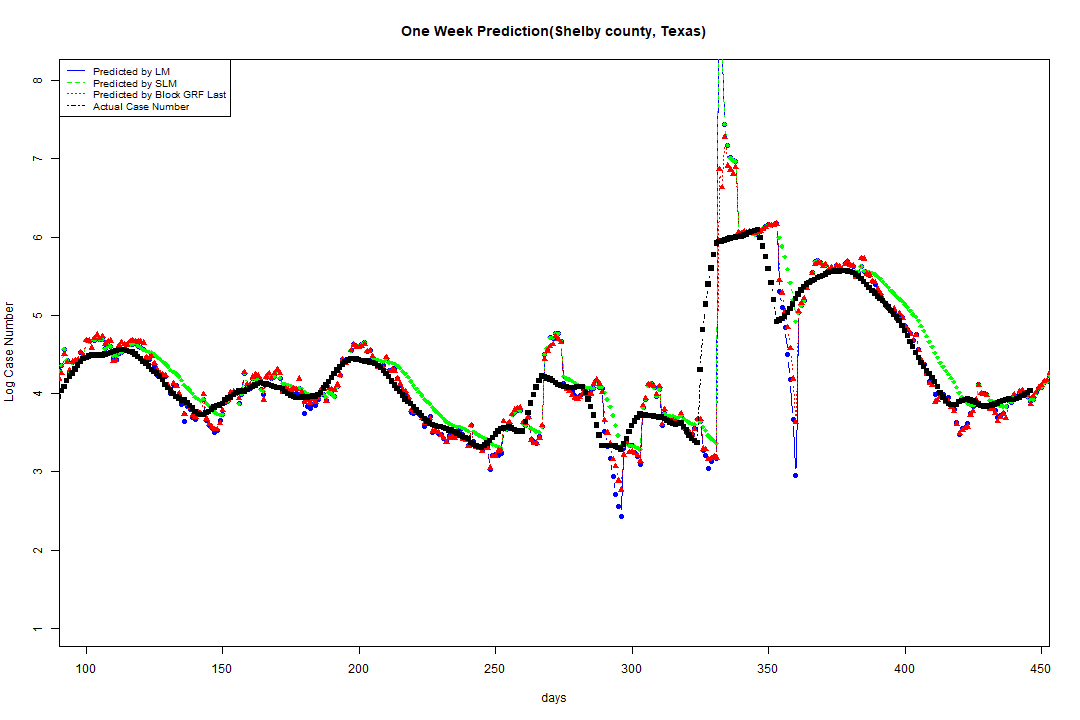 One Week Prediction(Shelby county, Texas)
Predicted by LM
Predicted by SLM
Predicted by Block GRF Last
Actual Case Number
8
7
6
5
4
3
2
1
Log Case Number
100 150 200 250 300 350 400 450
days